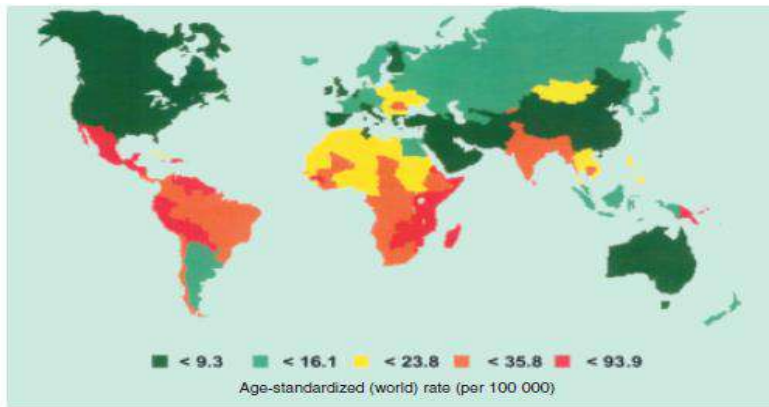 < 9.3 < 16.1 < 23.8 < 35.8 < 93.9
Age-standardized (world) rate (per 100 000)